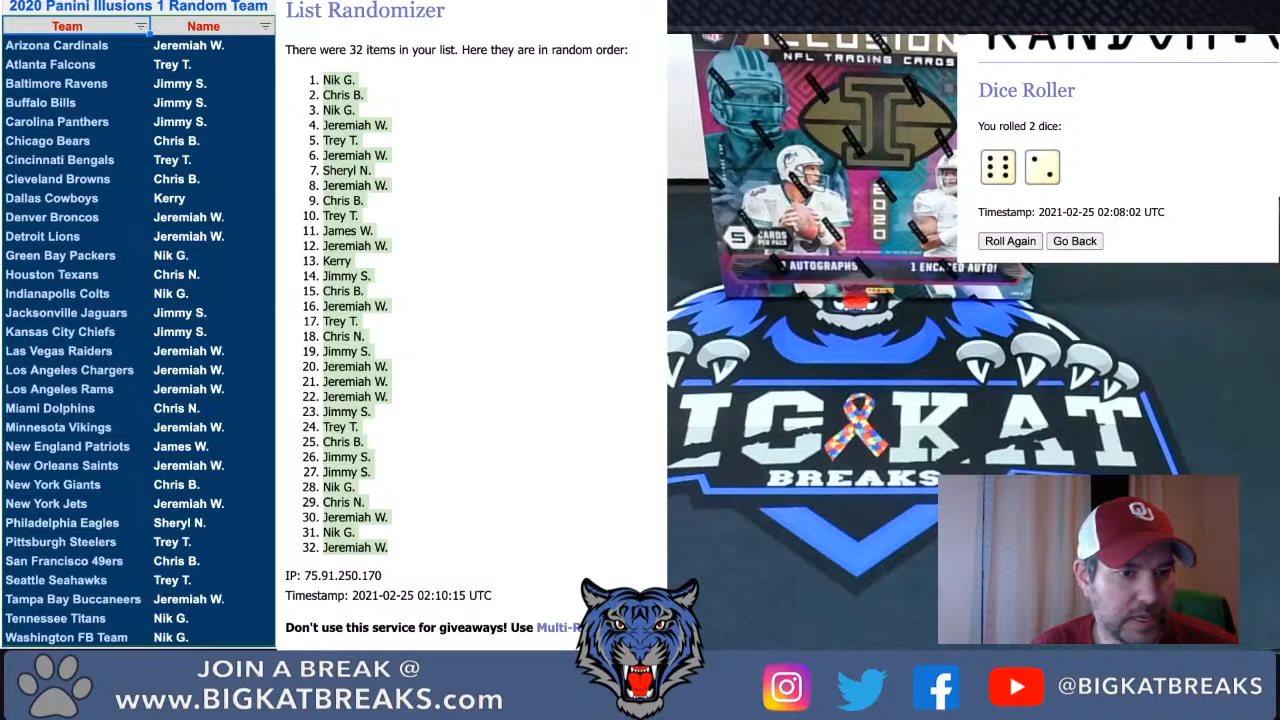 2020 Panini Illusions 1 Random Team
Team Name
Arizona Cardinals Jeremiah W.
Atlanta Falcons Trey T.
Baltimore Ravens Jimmy S.
Buffalo Bills Jimmy S.
Carolina Panthers Jimmy S.
Chicago Bears Chris B.
Cincinnati Bengals Trey T.
Cleveland Browns Chris B.
Dallas Cowboys Kerry
Denver Broncos Jeremiah W.
Detroit Lions Jeremiah W.
Green Bay Packers Nik G.
Houston Texans Chris N.
Indianapolis Colts Nik G.
Jacksonville Jaguars Jimmy S.
Kansas City Chiefs Jimmy S.
Las Vegas Raiders Jeremiah W.
Los Angeles Chargers Jeremiah W.
Los Angeles Rams Jeremiah W.
Miami Dolphins Chris N.
Minnesota Vikings Jeremiah W.
New England Patriots James W.
New Orleans Saints Jeremiah W.
New York Giants Chris B.
New York Jets Jeremiah W.
Philadelphia Eagles Sheryl N.
Pittsburgh Steelers Trey T.
San Francisco 49ers Chris B.
Seattle Seahawks Trey T.
Tampa Bay Buccaneers Jeremiah W.
Tennessee Titans Nik G.
Washington FB Team Nik G.
List Randomizer
There were 32 items in your list. Here they are in random order:
1. Nik G.
2. Chris B.
3. Nik G.
4. Jeremiah W.
5. Trey T.
6. Jeremiah W.
7. Sheryl N.
8. Jeremiah W.
9. Chris B.
10. Trey T.
11. James W.
12. Jeremiah W.
13. Kerry
14. Jimmy S.
15. Chris B.
16. Jeremiah W.
17. Trey T.
18. Chris N.
19. Jimmy S.
20. Jeremiah W.
21. Jeremiah W.
22. Jeremiah W.
23. Jimmy S.
24. Trey T.
25. Chris B.
26. Jimmy S.
27. Jimmy S.
28. Nik G.
29. Chris N.
30. Jeremiah W.
31. Nik G.
32. Jeremiah W.
IP: 75.91.250.170
Timestamp: 2021-02-25 02:10:15 UTC
Don't use this service for giveaways! Use Multi-R
ILLUSION
NFL TRADING CARDS
I
2020
5 CARDS PER PACK
AUTOGRAPHS
1 ENCASED AUTO!
PANINI
Dice Roller
You rolled 2 dice:
Timestamp: 2021-02-25 02:08:02 UTC
Roll Again Go Back
IG KAT
BREAKS
OU
JOIN A BREAK @
www.BIGKATBREAKS.com
@BIGKATBREAKS